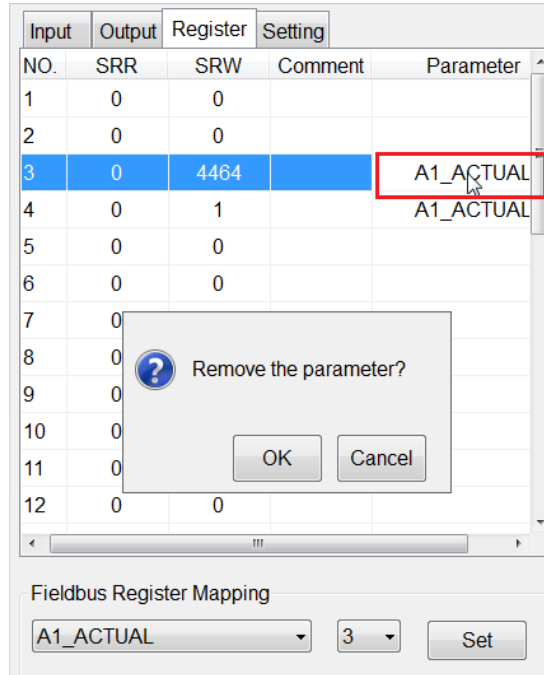 Input Output Register Setting
NO. SRR SRW Comment Parameter
1 0 0
2 0 0
3 0 4464 A1_ACTUAL
4 0 1 A1_ACTUAL
5 0 0
6 0 0
7 0
8 0
9 0
10 0
11 0
12 0 0
Remove the parameter?
OK Cancel
Fieldbus Register Mapping
A1_ACTUAL 3 Set